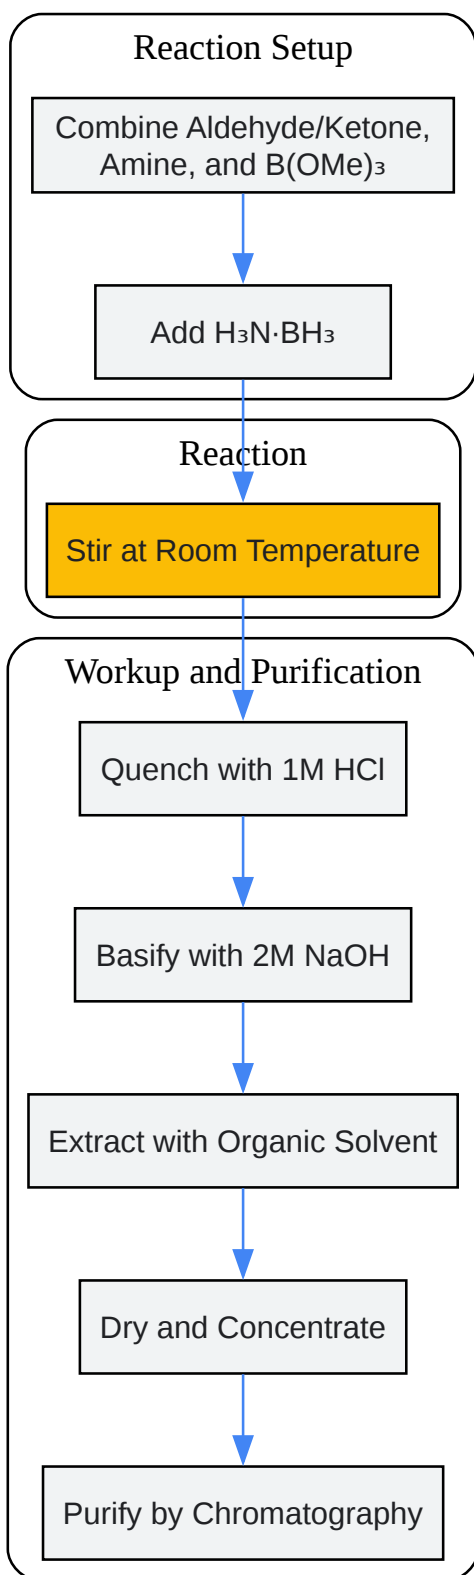 Reaction Setup
Combine Aldehyde/Ketone,
Amine, and B(OMe)₃
Add H₃N·BH₃
Reaction
Stir at Room Temperature
Workup and Purification
Quench with 1M HCl
Basify with 2M NaOH
Extract with Organic Solvent
Dry and Concentrate
Purify by Chromatography